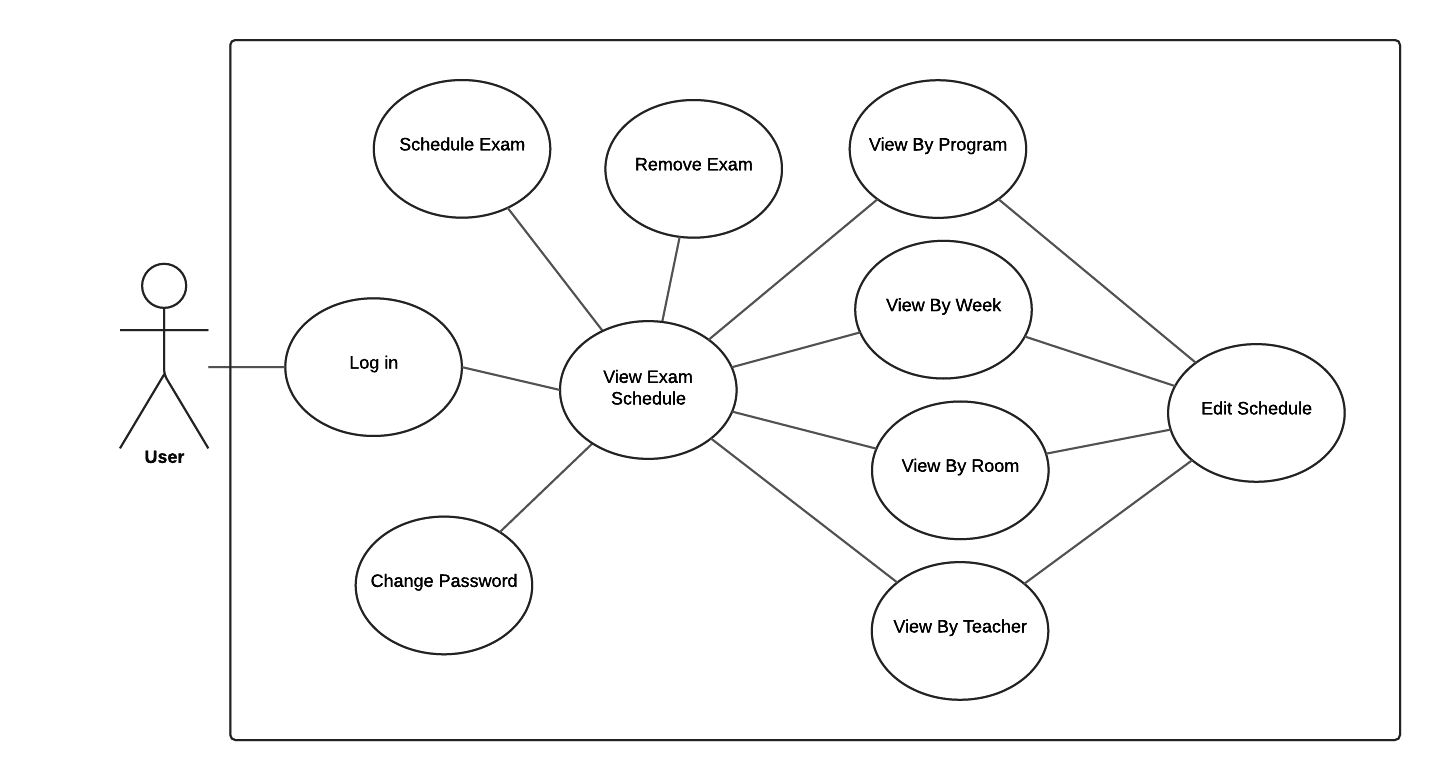 Schedule Exam
Remove Exam
View By Program
View By Week
Log in
View Exam
Schedule
Edit Schedule
User
View By Room
Change Password
View By Teacher